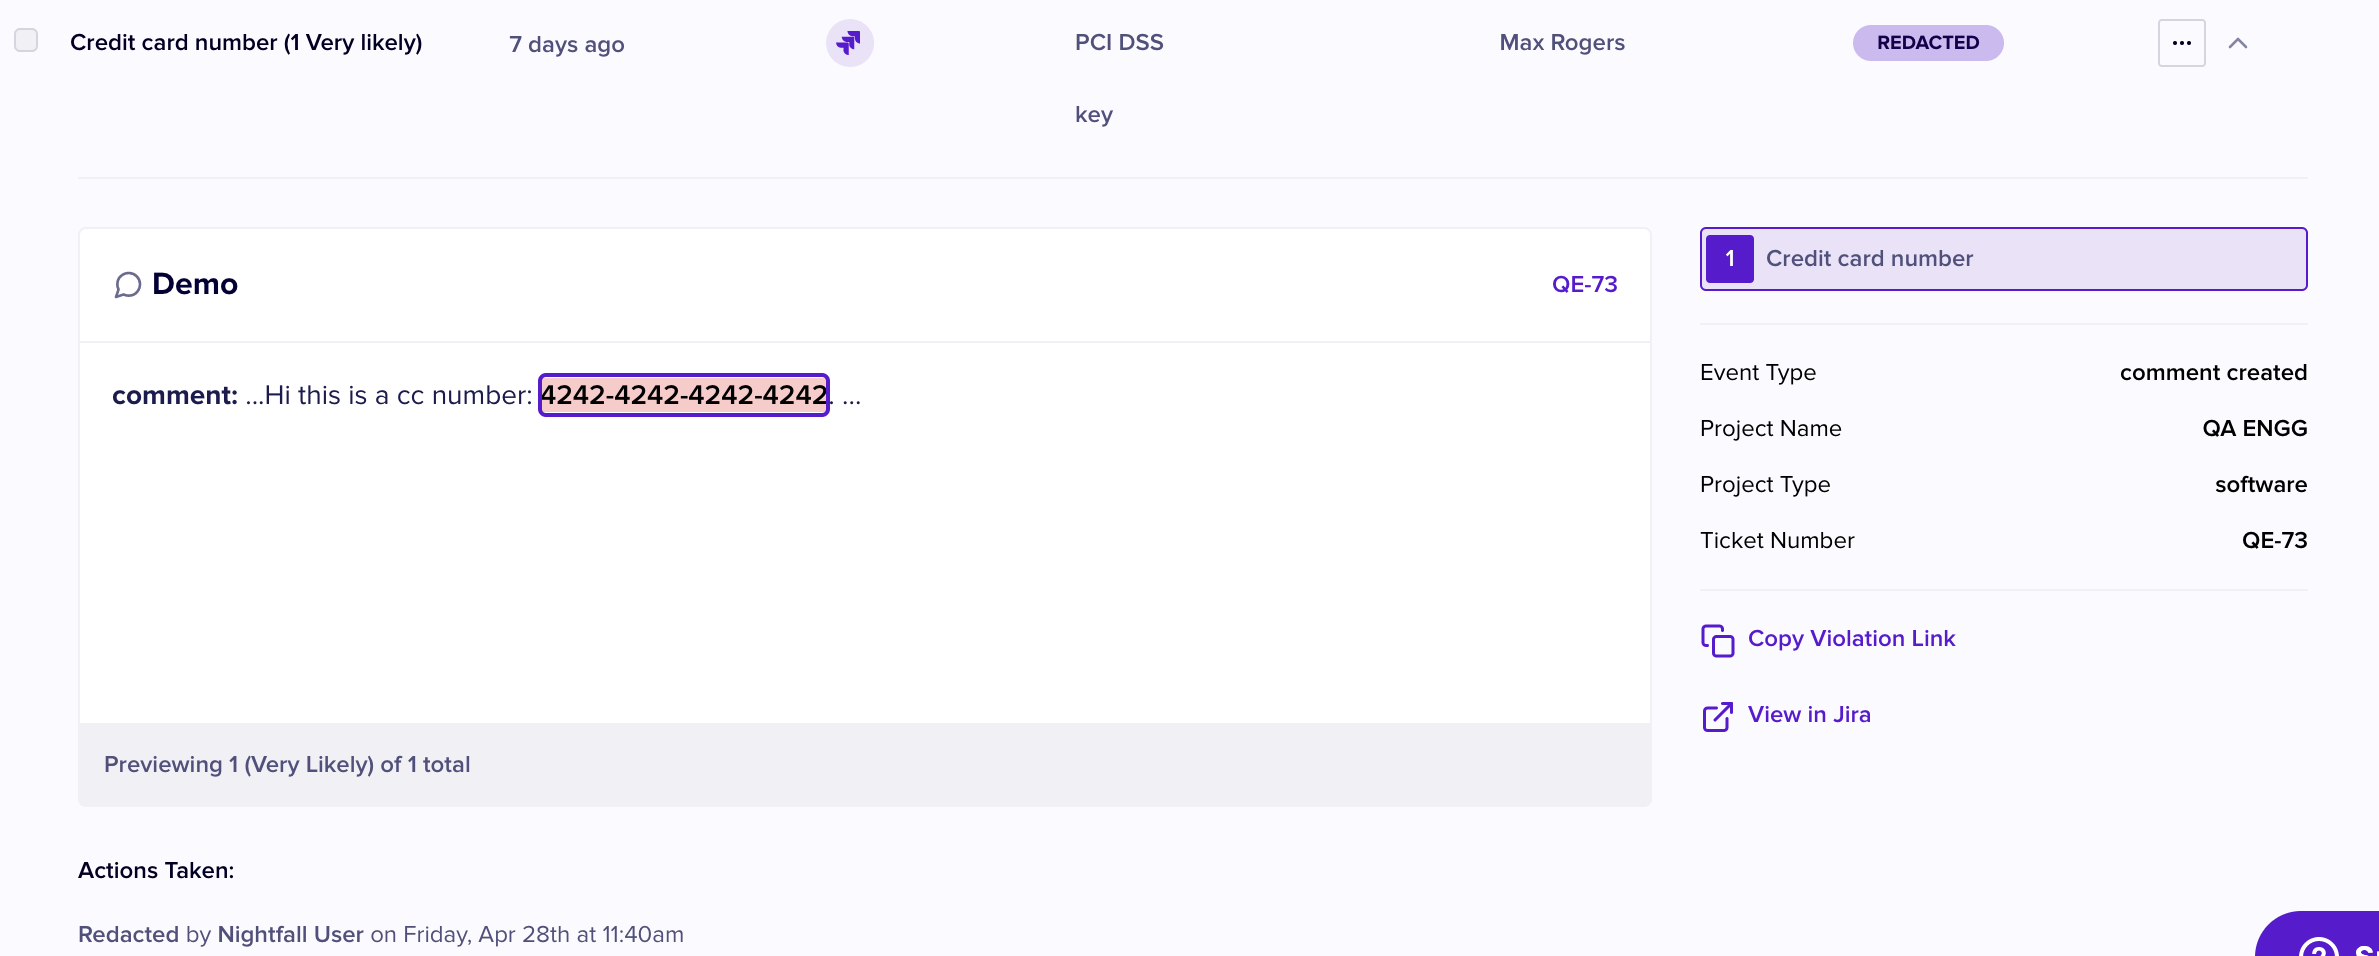 Credit card number (1 Very likely) 7 days ago PCI DSS Max Rogers REDACTED ...
key
Demo QE-73
comment: ...Hi this is a cc number: 4242-4242-4242-4242. ...
Previewing 1 (Very Likely) of 1 total
1 Credit card number
Event Type comment created
Project Name QA ENGG
Project Type software
Ticket Number QE-73
Copy Violation Link
View in Jira
Actions Taken:
Redacted by Nightfall User on Friday, Apr 28th at 11:40am